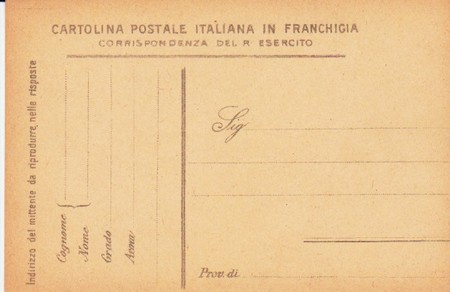 CARTOLINA POSTALE ITALIANA IN FRANCHIGIA
CORRISPONDENZA DEL R. ESERCITO
Indirizzo del mittente da riprodurre nelle risposte
Cognome
Nome
Grado
Arma
Sig
Prov. di